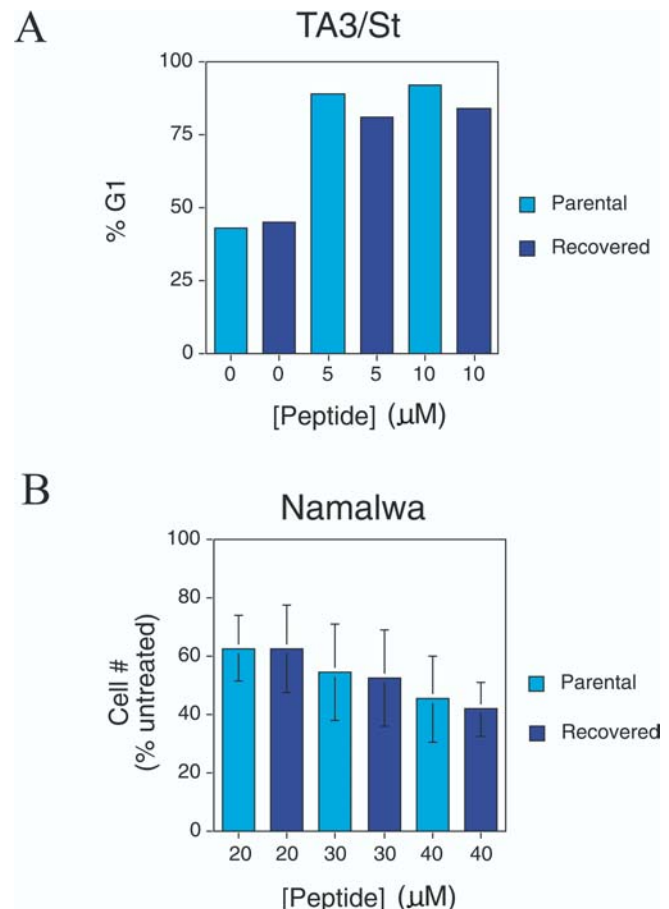 A
TA3/St
100
75
50
25
0
% G1
0 0 5 5 10 10
[Peptide] (μM)
Parental
Recovered
B
Namalwa
100
80
60
40
20
0
Cell #
(% untreated)
20 20 30 30 40 40
[Peptide] (μM)
Parental
Recovered